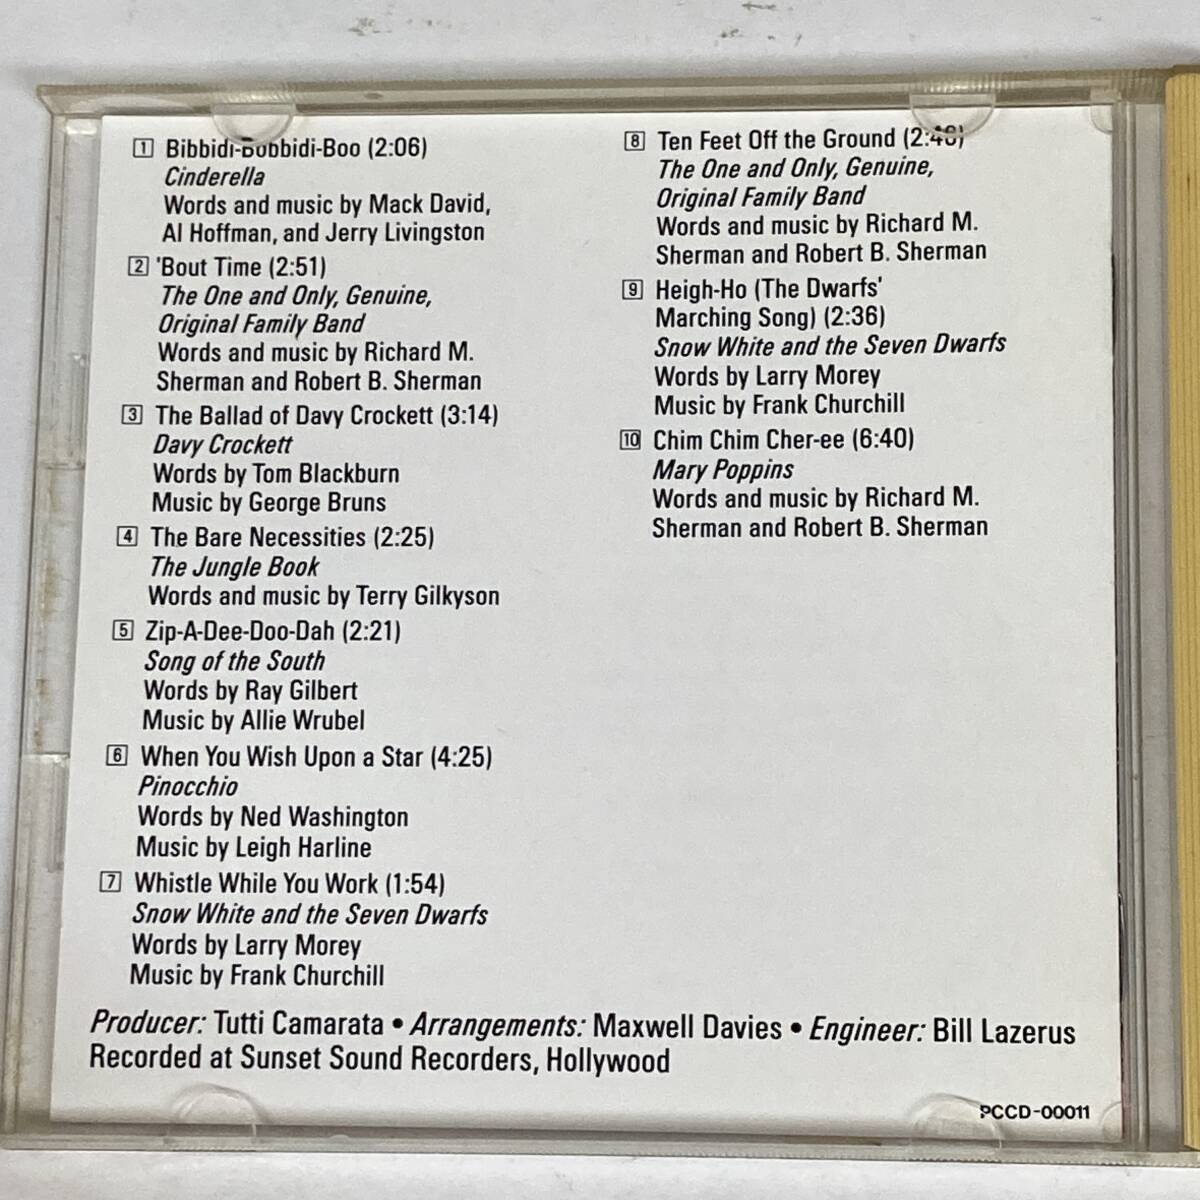 1 Bibbidi-Bobbidi-Boo (2:06)
Cinderella
Words and music by Mack David,
Al Hoffman, and Jerry Livingston
2 'Bout Time (2:51)
The One and Only, Genuine,
Original Family Band
Words and music by Richard M.
Sherman and Robert B. Sherman
3 The Ballad of Davy Crockett (3:14)
Davy Crockett
Words by Tom Blackburn
Music by George Bruns
4 The Bare Necessities (2:25)
The Jungle Book
Words and music by Terry Gilkyson
5 Zip-A-Dee-Doo-Dah (2:21)
Song of the South
Words by Ray Gilbert
Music by Allie Wrubel
6 When You Wish Upon a Star (4:25)
Pinocchio
Words by Ned Washington
Music by Leigh Harline
7 Whistle While You Work (1:54)
Snow White and the Seven Dwarfs
Words by Larry Morey
Music by Frank Churchill
8 Ten Feet Off the Ground
The One and Only, Genuine,
Original Family Band
Words and music by Richard M.
Sherman and Robert B. Sherman
9 Heigh-Ho (The Dwarfs'
Marching Song) (2:36)
Snow White and the Seven Dwarfs
Words by Larry Morey
Music by Frank Churchill
10 Chim Chim Cher-ee (6:40)
Mary Poppins
Words and music by Richard M.
Sherman and Robert B. Sherman
Producer: Tutti Camarata • Arrangements: Maxwell Davies • Engineer: Bill Lazerus
Recorded at Sunset Sound Recorders, Hollywood
PCCD-00011